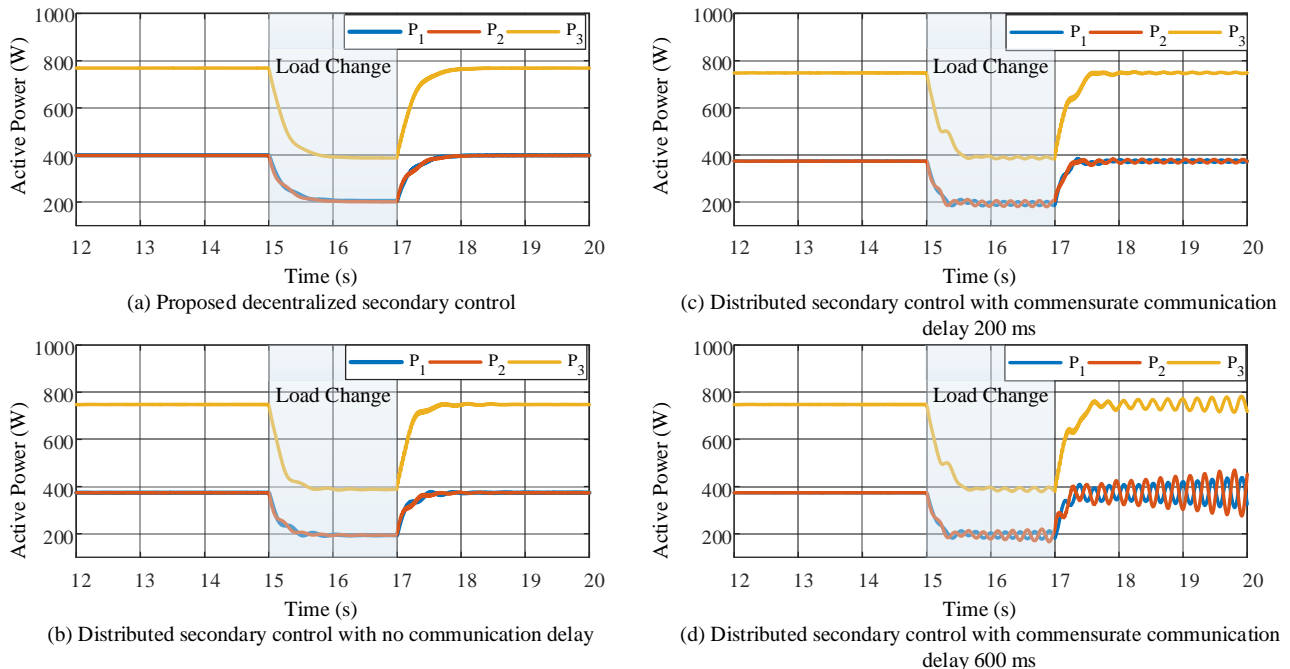 1000
800
600
400
200
Active Power (W)
P1 P2 P3
Load Change
12 13 14 15 16 17 18 19 20
Time (s)
(a) Proposed decentralized secondary control
1000
800
600
400
200
Active Power (W)
P1 P2 P3
Load Change
12 13 14 15 16 17 18 19 20
Time (s)
(b) Distributed secondary control with no communication delay
1000
800
600
400
200
Active Power (W)
P1 P2 P3
Load Change
12 13 14 15 16 17 18 19 20
Time (s)
(c) Distributed secondary control with commensurate communication
delay 200 ms
1000
800
600
400
200
Active Power (W)
P1 P2 P3
Load Change
12 13 14 15 16 17 18 19 20
Time (s)
(d) Distributed secondary control with commensurate communication
delay 600 ms